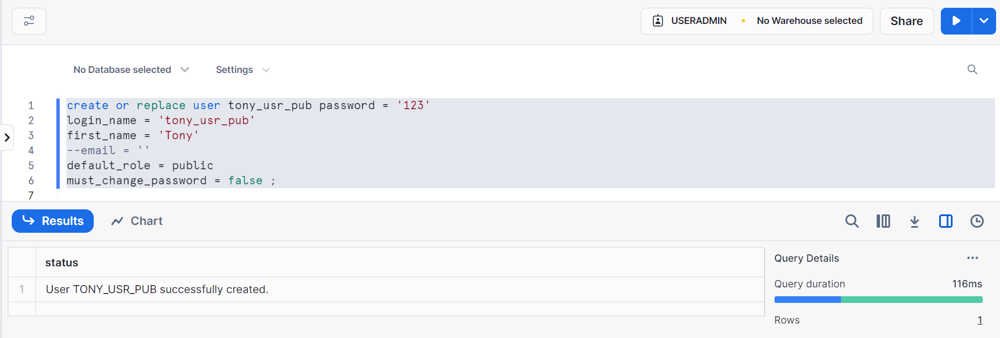 USERADMIN • No Warehouse selected Share
No Database selected Settings
1 create or replace user tony_usr_pub password = '123'
2 login_name = 'tony_usr_pub'
3 first_name = 'Tony'
4 --email = ''
5 default_role = public
6 must_change_password = false ;
7
Results Chart
status
1 User TONY_USR_PUB successfully created.
Query Details
Query duration 116ms
Rows 1